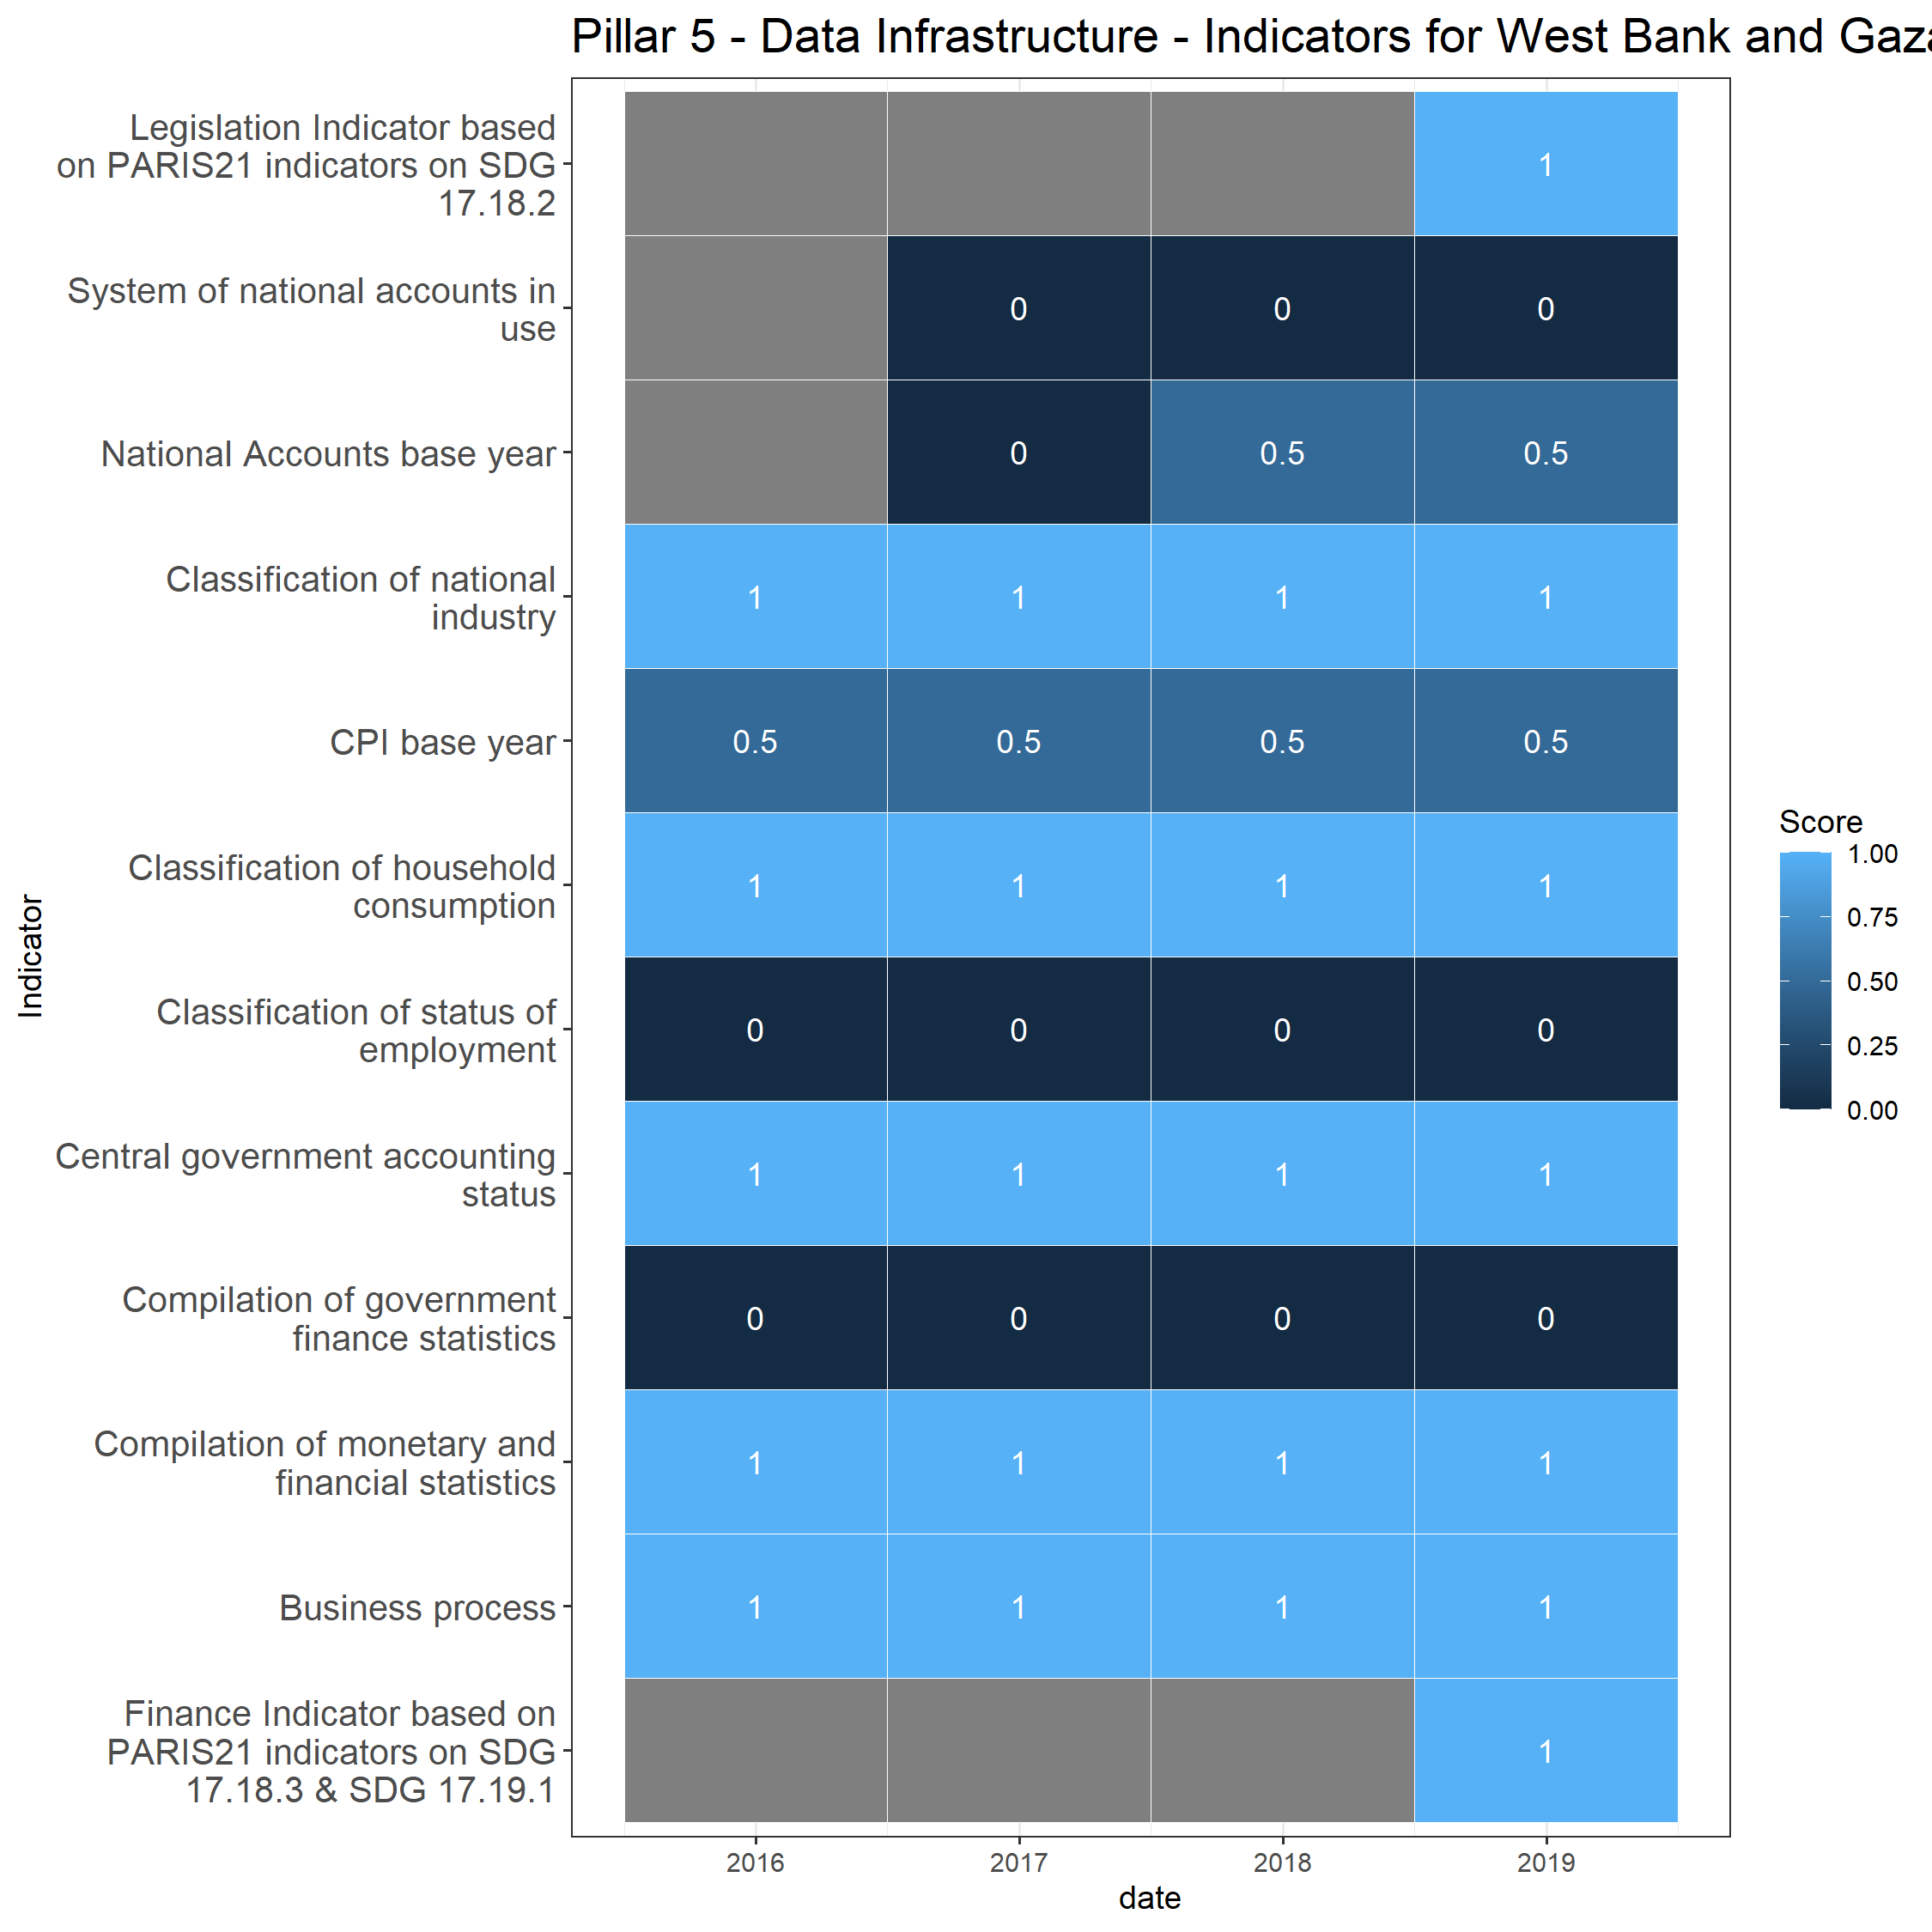 Pillar 5 - Data Infrastructure - Indicators for West Bank and Gaza
Legislation Indicator based
on PARIS21 indicators on SDG
17.18.2
1
System of national accounts in
use
0 0 0
National Accounts base year
0 0.5 0.5
Classification of national
industry
1 1 1 1
CPI base year
0.5 0.5 0.5 0.5
Classification of household
consumption
1 1 1 1
Classification of status of
employment
0 0 0 0
Central government accounting
status
1 1 1 1
Compilation of government
finance statistics
0 0 0 0
Compilation of monetary and
financial statistics
1 1 1 1
Business process
1 1 1 1
Finance Indicator based on
PARIS21 indicators on SDG
17.18.3 & SDG 17.19.1
1
Indicator
2016 2017 2018 2019
date
Score
1.00
0.75
0.50
0.25
0.00